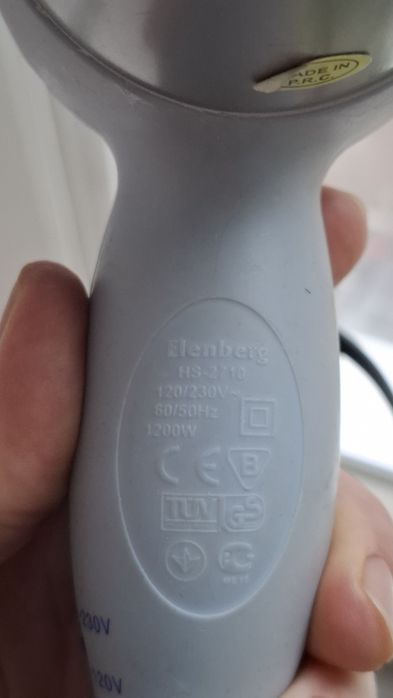 MADE IN
P.R.C.
Elenberg
HS-2710
120/230V~
60/50Hz
1200W
CE B
TUV GS
230V
120V